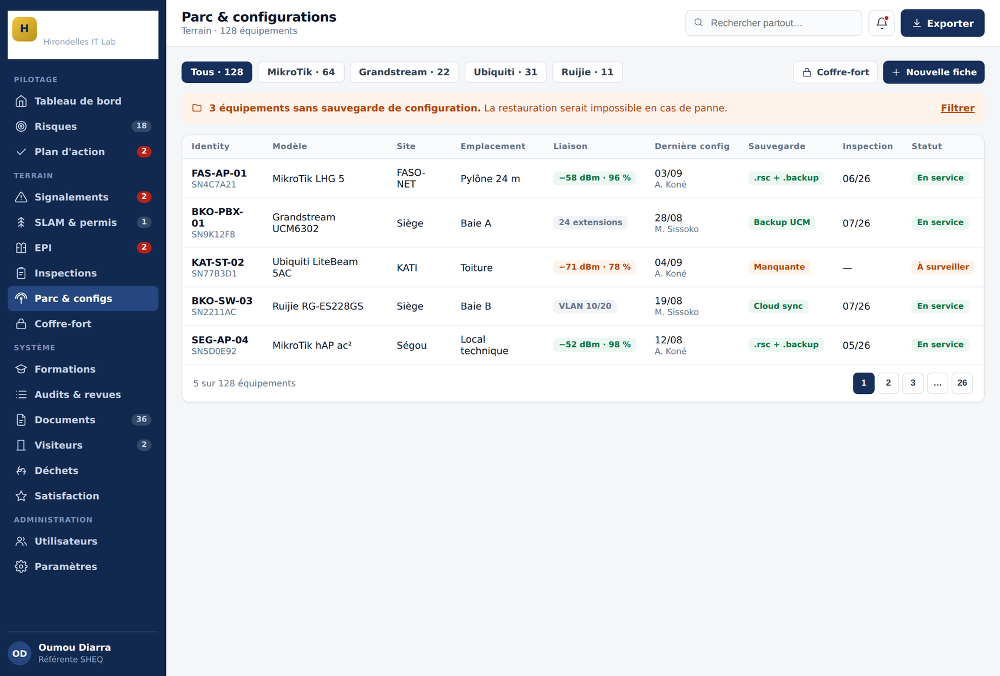 H
Hirondelles IT Lab
PILOTAGE
Tableau de bord
Risques 18
Plan d'action 2
TERRAIN
Signalements 2
SLAM & permis 1
EPI 2
Inspections
Parc & configs
Coffre-fort
SYSTÈME
Formations
Audits & revues
Documents 36
Visiteurs 2
Déchets
Satisfaction
ADMINISTRATION
Utilisateurs
Paramètres
OD
Oumou Diarra
Référente SHEQ
Parc & configurations
Terrain · 128 équipements
Rechercher partout…
Exporter
Tous · 128 MikroTik · 64 Grandstream · 22 Ubiquiti · 31 Ruijie · 11
Coffre-fort
Nouvelle fiche
3 équipements sans sauvegarde de configuration. La restauration serait impossible en cas de panne. Filtrer
Identity Modèle Site Emplacement Liaison Dernière config Sauvegarde Inspection Statut
FAS-AP-01
SN4C7A21
MikroTik LHG 5
FASO-
NET
Pylône 24 m
−58 dBm · 96 %
03/09
A. Koné
.rsc + .backup
06/26
En service
BKO-PBX-
01
SN9K12F8
Grandstream
UCM6302
Siège
Baie A
24 extensions
28/08
M. Sissoko
Backup UCM
07/26
En service
KAT-ST-02
SN77B3D1
Ubiquiti LiteBeam
5AC
KATI
Toiture
−71 dBm · 78 %
04/09
A. Koné
Manquante
—
À surveiller
BKO-SW-03
SN2211AC
Ruijie RG-ES228GS
Siège
Baie B
VLAN 10/20
19/08
M. Sissoko
Cloud sync
07/26
En service
SEG-AP-04
SN5D0E92
MikroTik hAP ac²
Ségou
Local
technique
−52 dBm · 98 %
12/08
A. Koné
.rsc + .backup
05/26
En service
5 sur 128 équipements
1 2 3 … 26